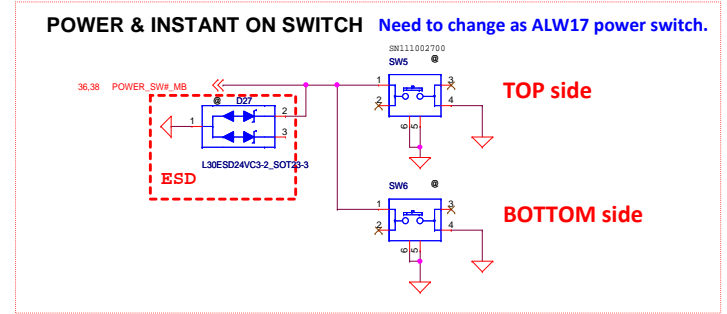 POWER & INSTANT ON SWITCH Need to change as ALW17 power switch.
SN111002700
SW5 @
36,38 POWER_SW#_MB
1 3
2 4
6 5
TOP side
@ D27
1 2
3
L30ESD24VC3-2_SOT23-3
ESD
SW6 @
1 3
2 4
6 5
BOTTOM side